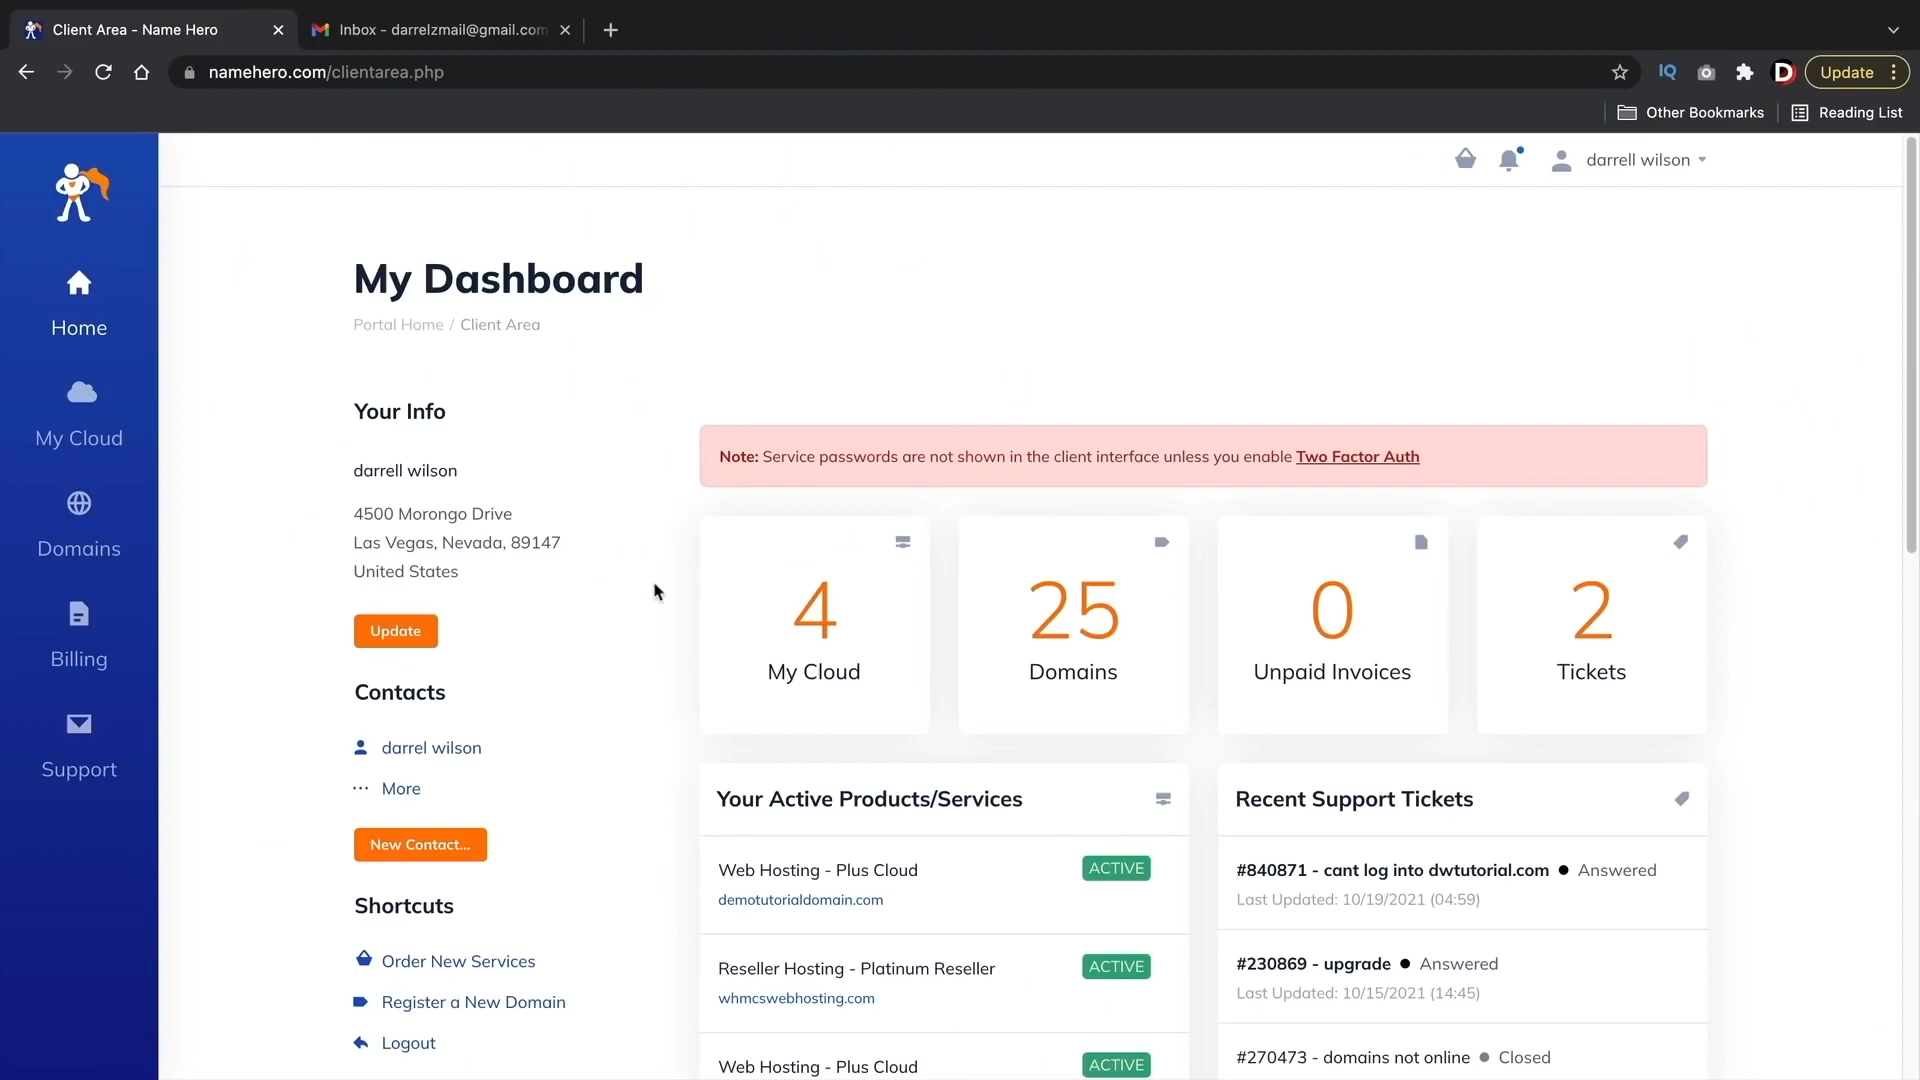 Client Area - Name Hero
Inbox - darrelzmail@gmail.com
namehero.com/clientarea.php
IQ
D
Update
Other Bookmarks
Reading List
darrell wilson
Home
My Cloud
Domains
Billing
Support
My Dashboard
Portal Home / Client Area
Your Info
darrell wilson
4500 Morongo Drive
Las Vegas, Nevada, 89147
United States
Update
Contacts
darrel wilson
More
New Contact...
Shortcuts
Order New Services
Register a New Domain
Logout
Note: Service passwords are not shown in the client interface unless you enable Two Factor Auth
4
My Cloud
25
Domains
0
Unpaid Invoices
2
Tickets
Your Active Products/Services
Web Hosting - Plus Cloud ACTIVE
demotutorialdomain.com
Reseller Hosting - Platinum Reseller ACTIVE
whmcswebhosting.com
Web Hosting - Plus Cloud ACTIVE
Recent Support Tickets
#840871 - cant log into dwtutorial.com ● Answered
Last Updated: 10/19/2021 (04:59)
#230869 - upgrade ● Answered
Last Updated: 10/15/2021 (14:45)
#270473 - domains not online ● Closed